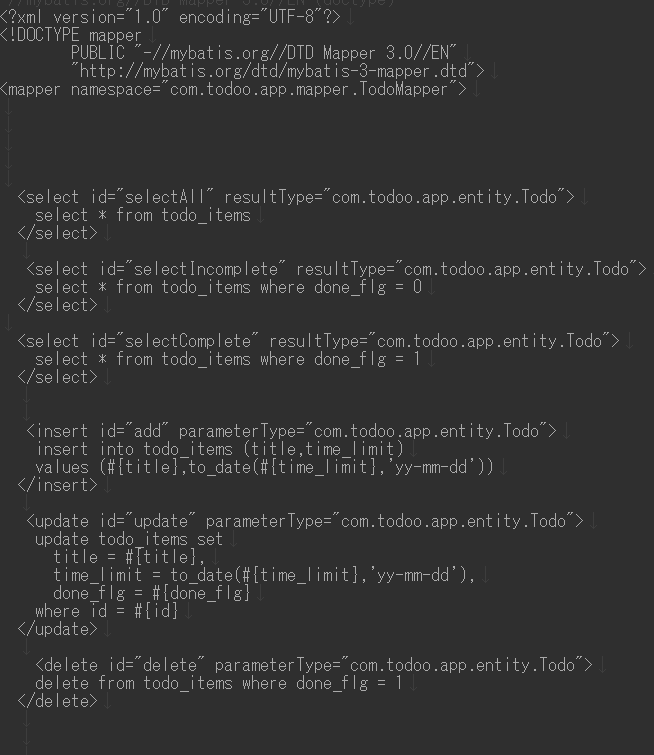 <?xml version="1.0" encoding="UTF-8"?>
<!DOCTYPE mapper
PUBLIC "-//mybatis.org//DTD Mapper 3.0//EN"
"http://mybatis.org/dtd/mybatis-3-mapper.dtd">
<mapper namespace="com.todoo.app.mapper.TodoMapper">
<select id="selectAll" resultType="com.todoo.app.entity.Todo">
select * from todo_items
</select>
<select id="selectIncomplete" resultType="com.todoo.app.entity.Todo">
select * from todo_items where done_flg = 0
</select>
<select id="selectComplete" resultType="com.todoo.app.entity.Todo">
select * from todo_items where done_flg = 1
</select>
<insert id="add" parameterType="com.todoo.app.entity.Todo">
insert into todo_items (title,time_limit)
values (#{title},to_date(#{time_limit},'yy-mm-dd'))
</insert>
<update id="update" parameterType="com.todoo.app.entity.Todo">
update todo_items set
title = #{title},
time_limit = to_date(#{time_limit},'yy-mm-dd'),
done_flg = #{done_flg}
where id = #{id}
</update>
<delete id="delete" parameterType="com.todoo.app.entity.Todo">
delete from todo_items where done_flg = 1
</delete>